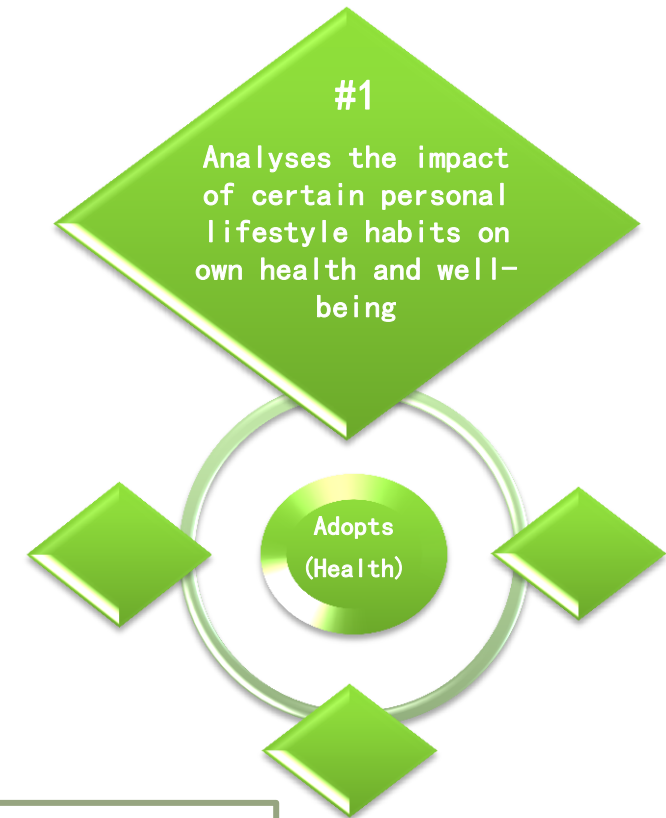 #1
Analyses the impact
of certain personal
lifestyle habits on
own health and well-
being
Adopts
(Health)